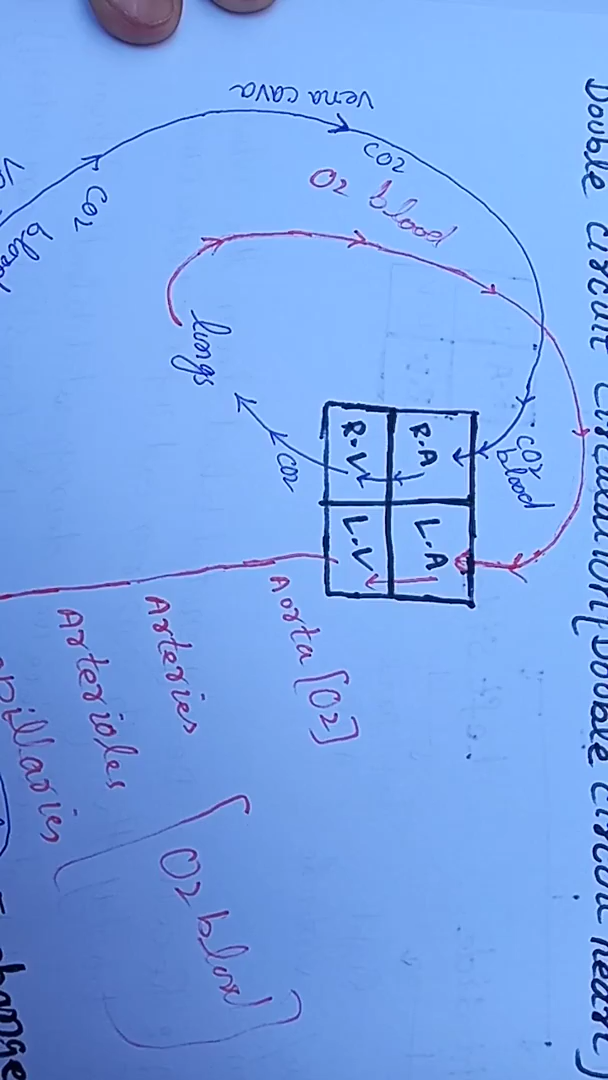 Double circuit circulation (Double circuit heart)
vena cava
CO2
O2 blood
CO2
blood
lungs
CO2
blood
R.A
L.A
R.V
L.V
CO2
Aorta [O2]
Arteries
Arterioles
[O2 blood]